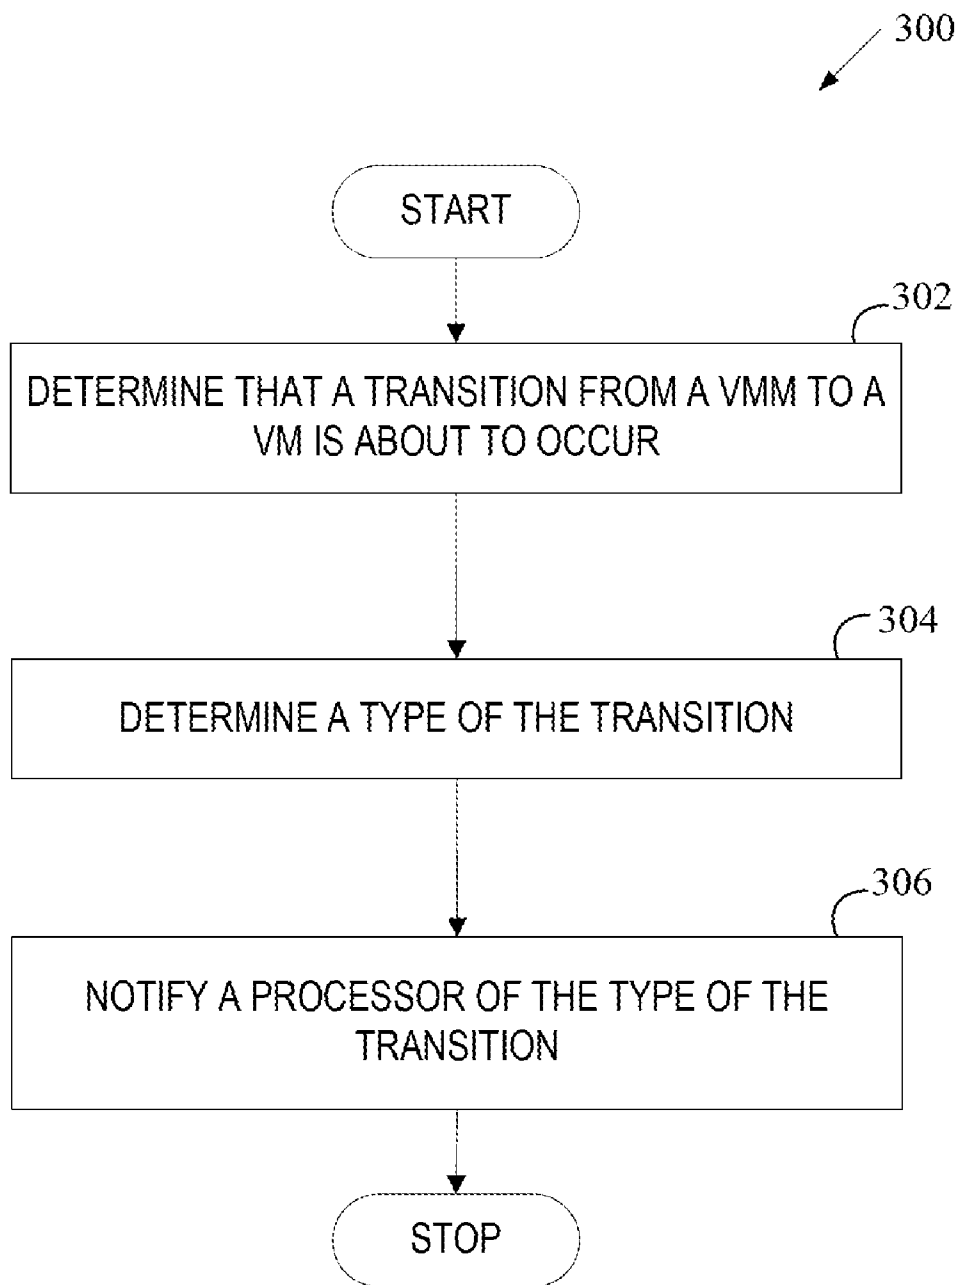 300
START
302
DETERMINE THAT A TRANSITION FROM A VMM TO A
VM IS ABOUT TO OCCUR
304
DETERMINE A TYPE OF THE TRANSITION
306
NOTIFY A PROCESSOR OF THE TYPE OF THE
TRANSITION
STOP